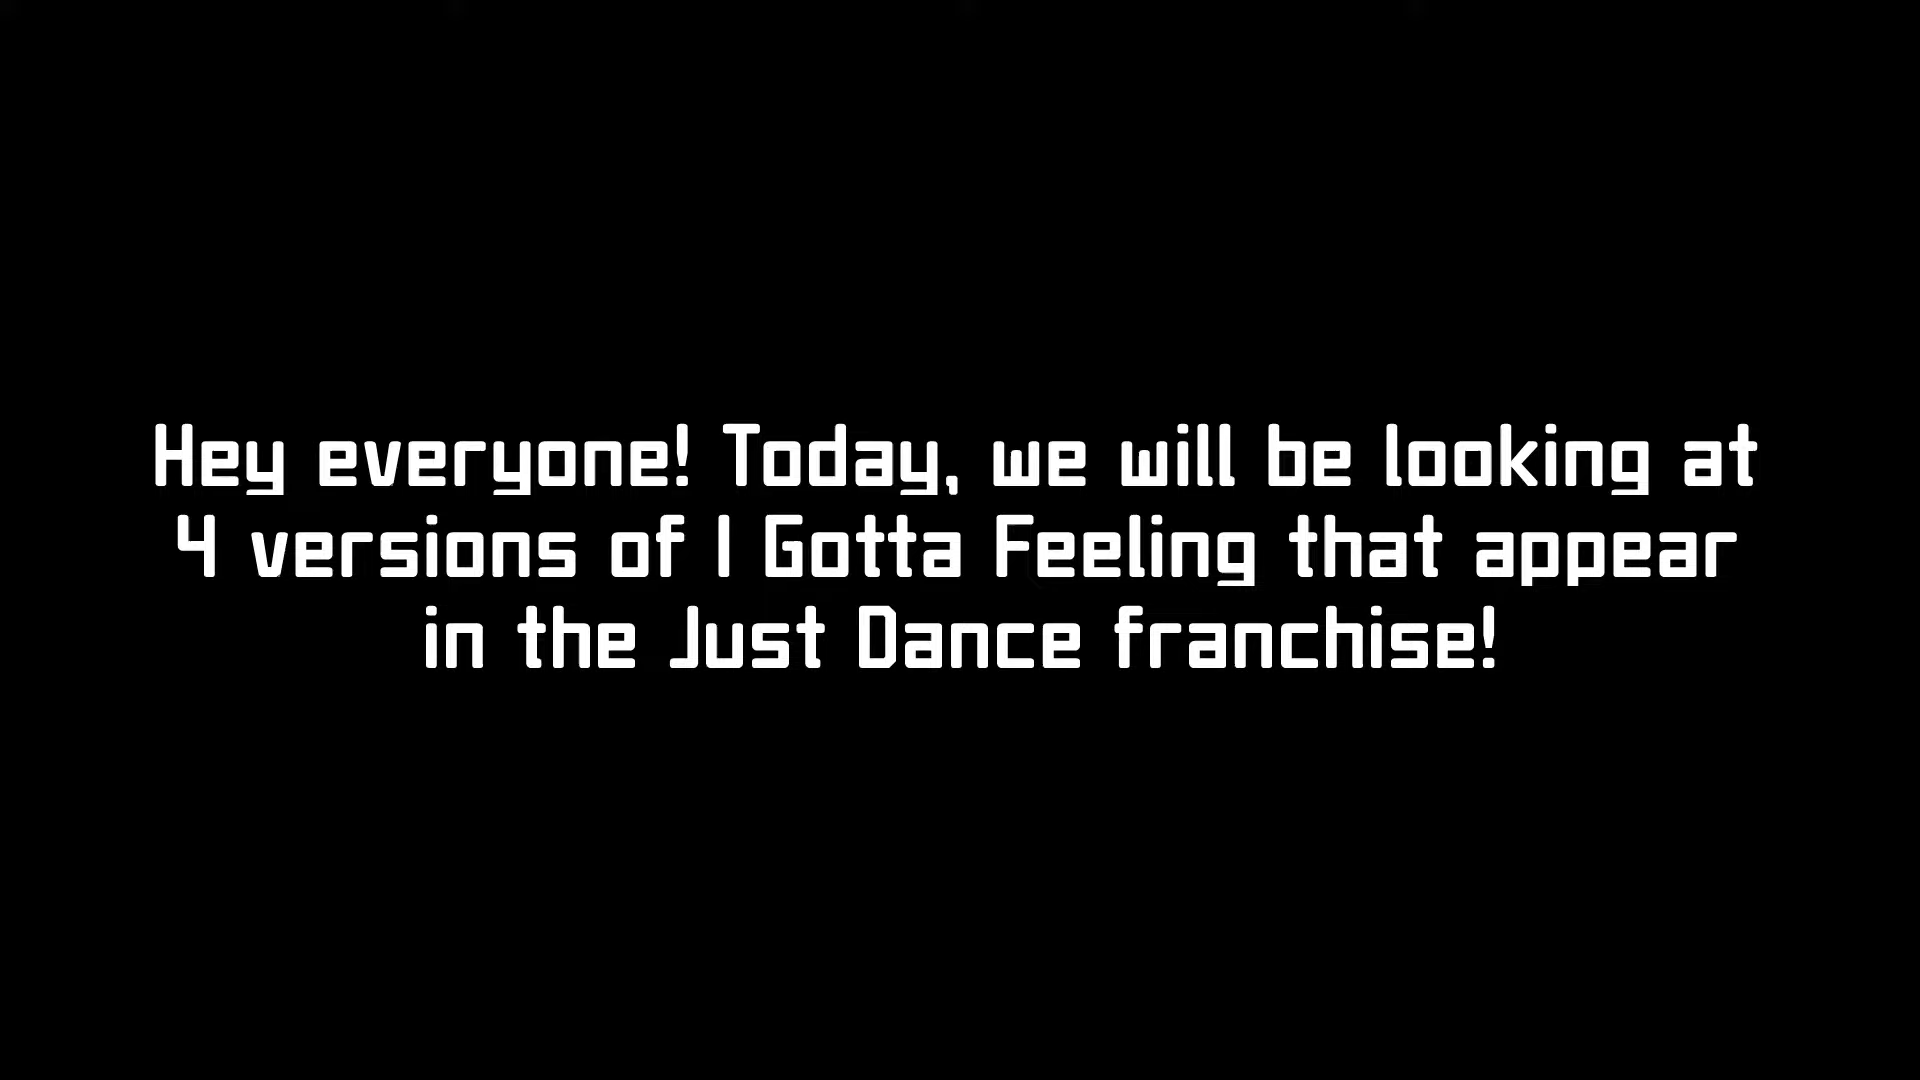 Hey everyone! Today, we will be looking at
4 versions of I Gotta Feeling that appear
in the Just Dance franchise!